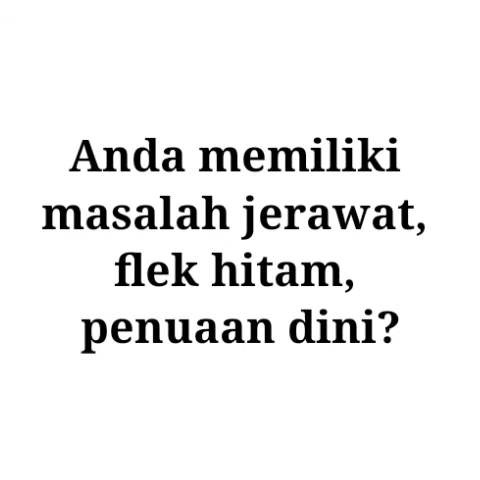 Anda memiliki
masalah jerawat,
flek hitam,
penuaan dini?